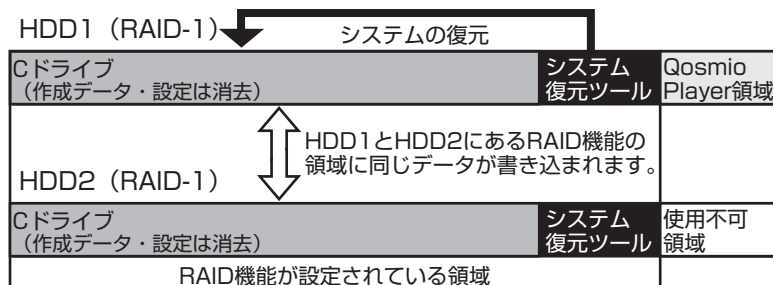 HDD1（RAID-1）
システムの復元
Cドライブ
（作成データ・設定は消去）
システム
復元ツール
Qosmio
Player領域
HDD1とHDD2にあるRAID機能の
領域に同じデータが書き込まれます。
HDD2（RAID-1）
Cドライブ
（作成データ・設定は消去）
システム
復元ツール
使用不可
領域
RAID機能が設定されている領域